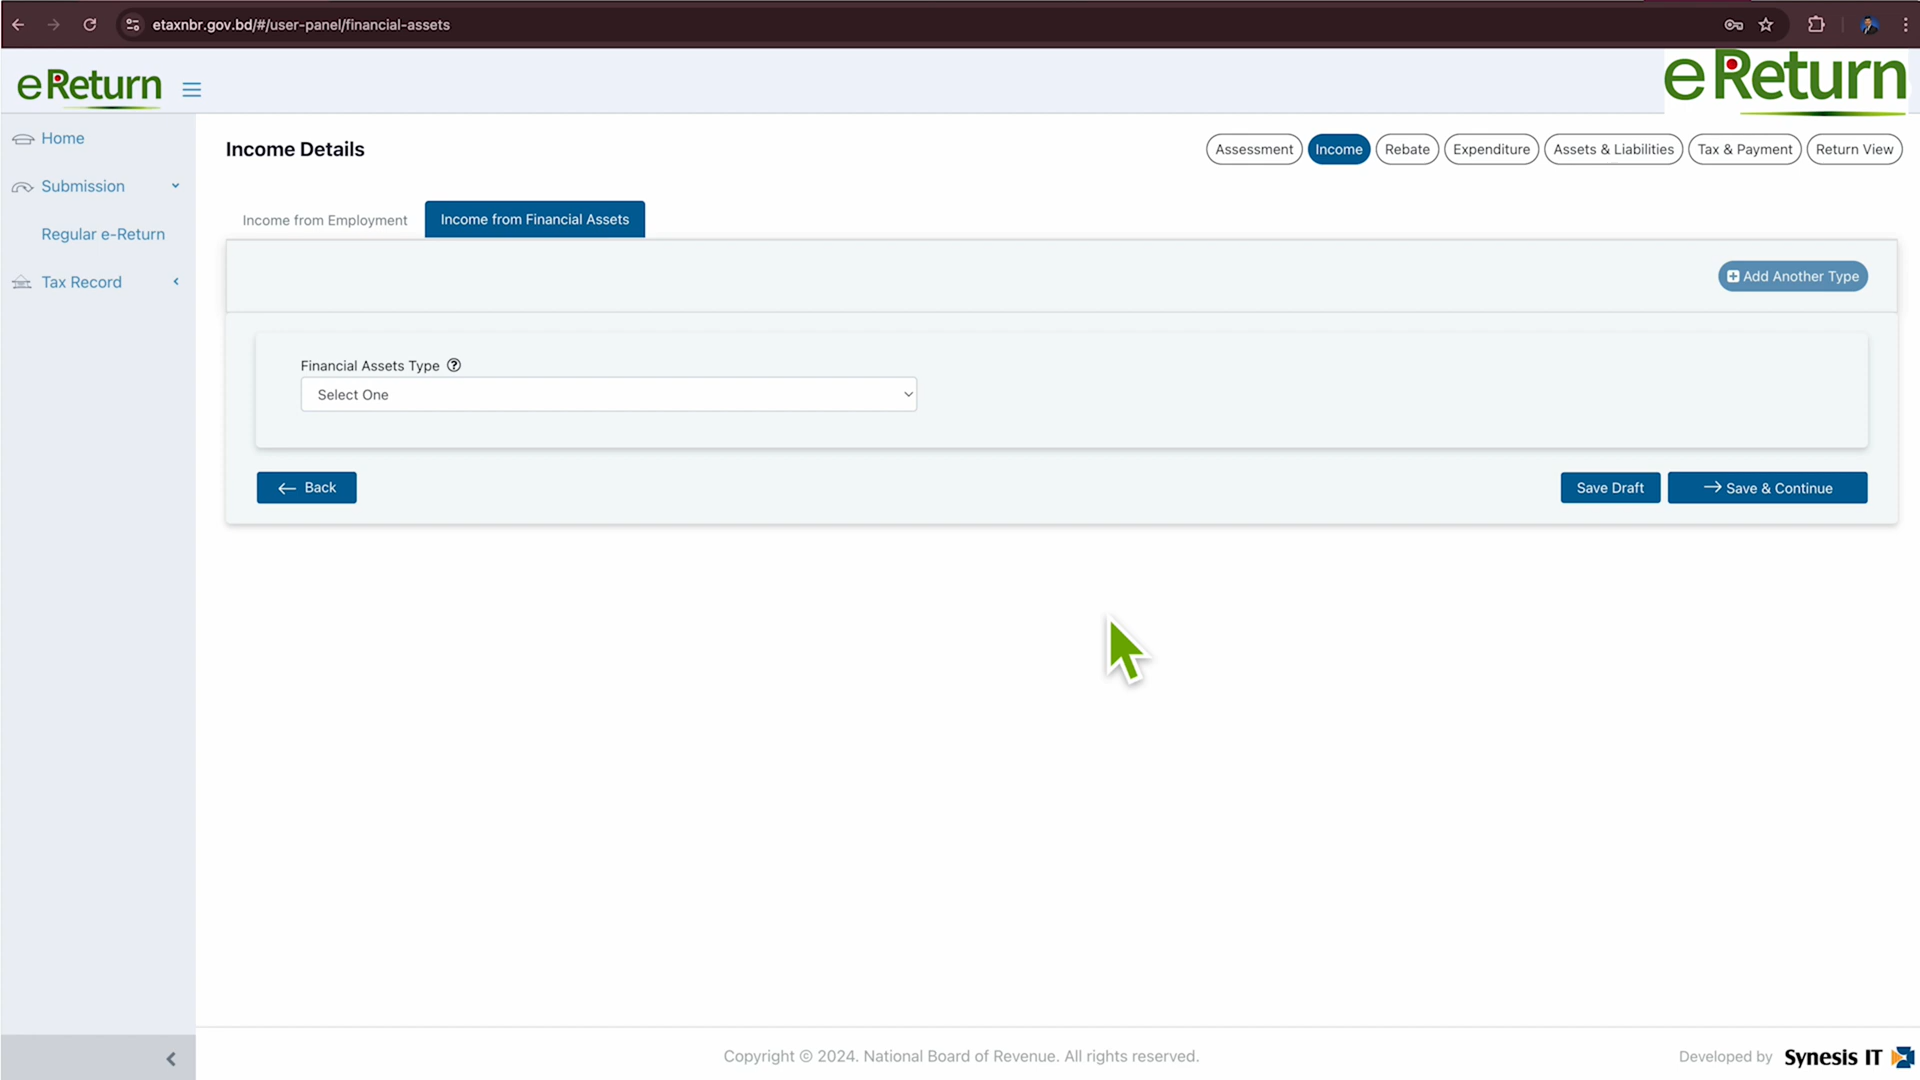 etaxnbr.gov.bd/#/user-panel/financial-assets
eReturn
eReturn
Home
Submission
Regular e-Return
Tax Record
Income Details
Assessment
Income
Rebate
Expenditure
Assets & Liabilities
Tax & Payment
Return View
Income from Employment
Income from Financial Assets
Add Another Type
Financial Assets Type
Select One
Back
Save Draft
Save & Continue
Copyright © 2024. National Board of Revenue. All rights reserved.
Developed by Synesis IT